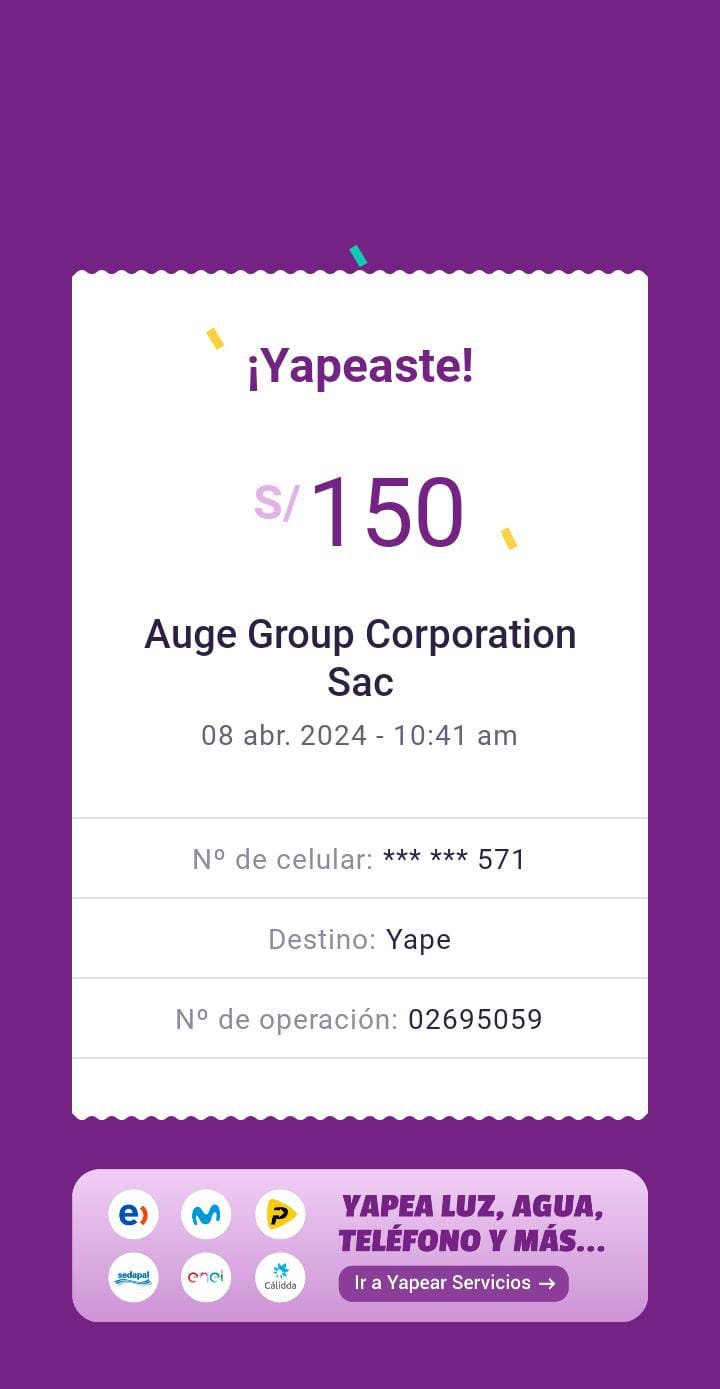 ¡Yapeaste!
S/ 150
Auge Group Corporation
Sac
08 abr. 2024 - 10:41 am
Nº de celular: *** *** 571
Destino: Yape
Nº de operación: 02695059
e)
P
YAPEA LUZ, AGUA,
TELÉFONO Y MÁS...
sedapal
enel
Cálidda
Ir a Yapear Servicios →